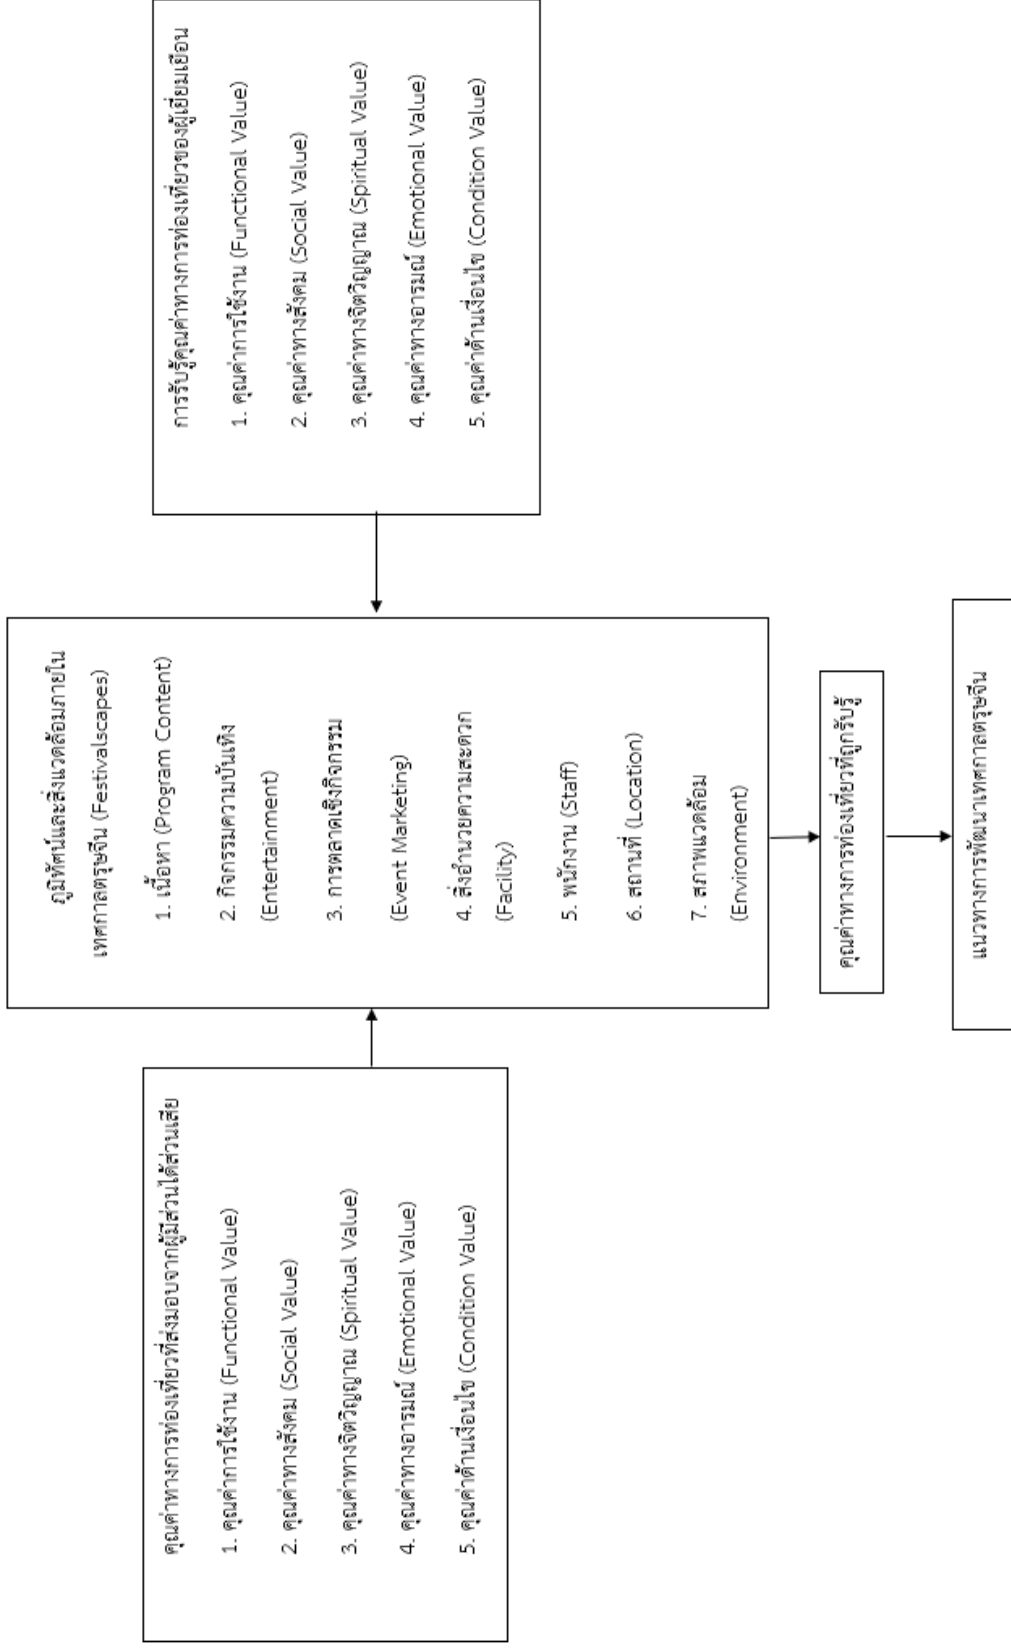 คุณค่าทางการท่องเที่ยวที่ส่งมอบจากผู้มีส่วนได้ส่วนเสีย
1. คุณค่าการใช้งาน (Functional Value)
2. คุณค่าทางสังคม (Social Value)
3. คุณค่าทางจิตวิญญาณ (Spiritual Value)
4. คุณค่าทางอารมณ์ (Emotional Value)
5. คุณค่าด้านเงื่อนไข (Condition Value)
ภูมิทัศน์และสิ่งแวดล้อมภายใน
เทศกาลตรุษจีน (Festivalscapes)
1. เนื้อหา (Program Content)
2. กิจกรรมความบันเทิง
(Entertainment)
3. การตลาดเชิงกิจกรรม
(Event Marketing)
4. สิ่งอำนวยความสะดวก
(Facility)
5. พนักงาน (Staff)
6. สถานที่ (Location)
7. สภาพแวดล้อม
(Environment)
การรับรู้คุณค่าทางการท่องเที่ยวของผู้เยี่ยมเยือน
1. คุณค่าการใช้งาน (Functional Value)
2. คุณค่าทางสังคม (Social Value)
3. คุณค่าทางจิตวิญญาณ (Spiritual Value)
4. คุณค่าทางอารมณ์ (Emotional Value)
5. คุณค่าด้านเงื่อนไข (Condition Value)
คุณค่าทางการท่องเที่ยวที่ถูกรับรู้
แนวทางการพัฒนาเทศกาลตรุษจีน